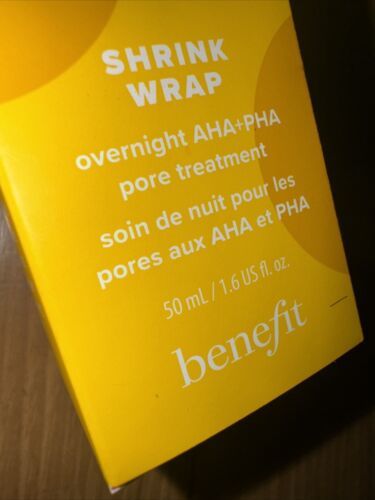 SHRINK
WRAP
overnight AHA+PHA
pore treatment
soin de nuit pour les
pores aux AHA et PHA
50 mL / 1.6 US fl. oz.
benefit